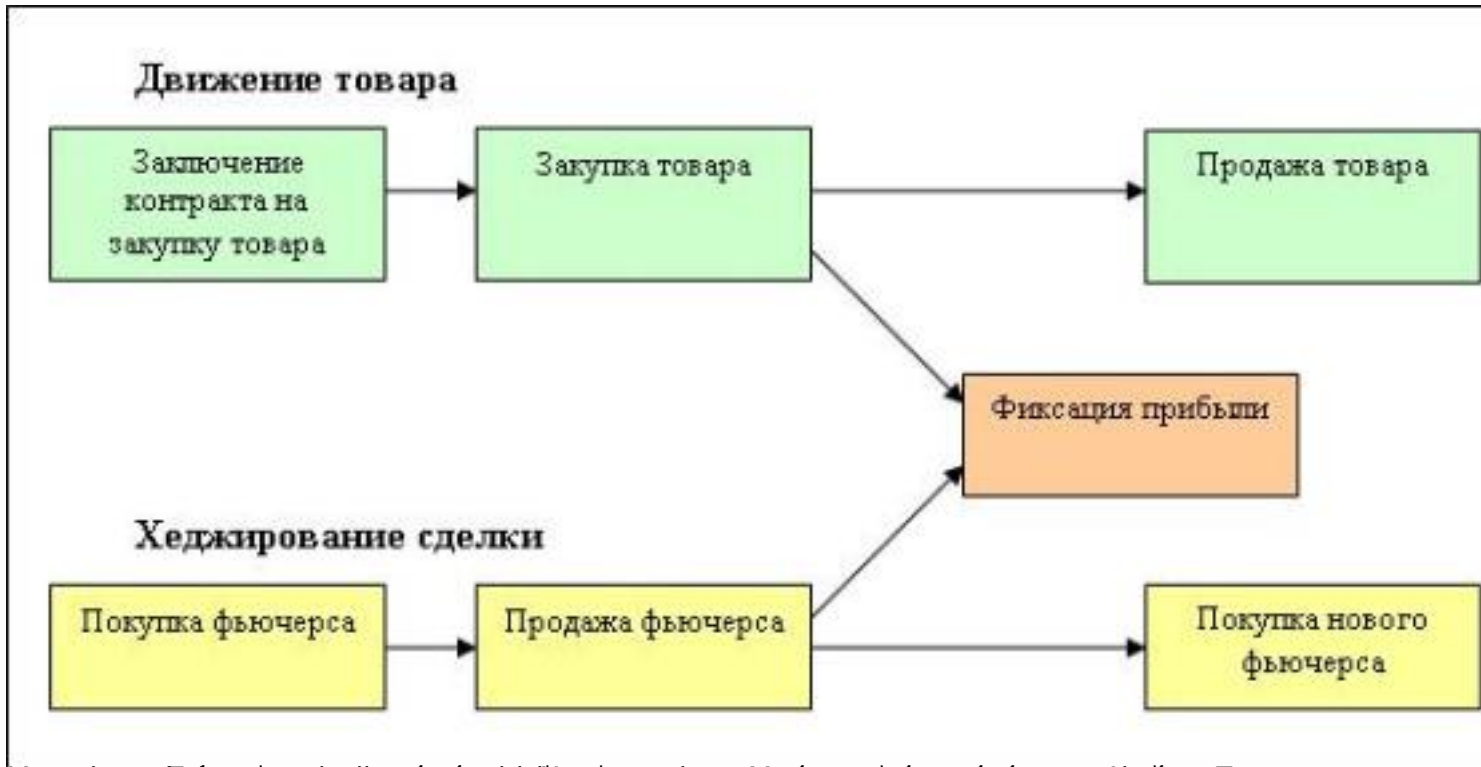 Движение товара
Заключение
контракта на
закупку товара
Закупка товара
Продажа товара
Фиксация прибыли
Хеджирование сделки
Покупка фьючерса
Продажа фьючерса
Покупка нового
фьючерса